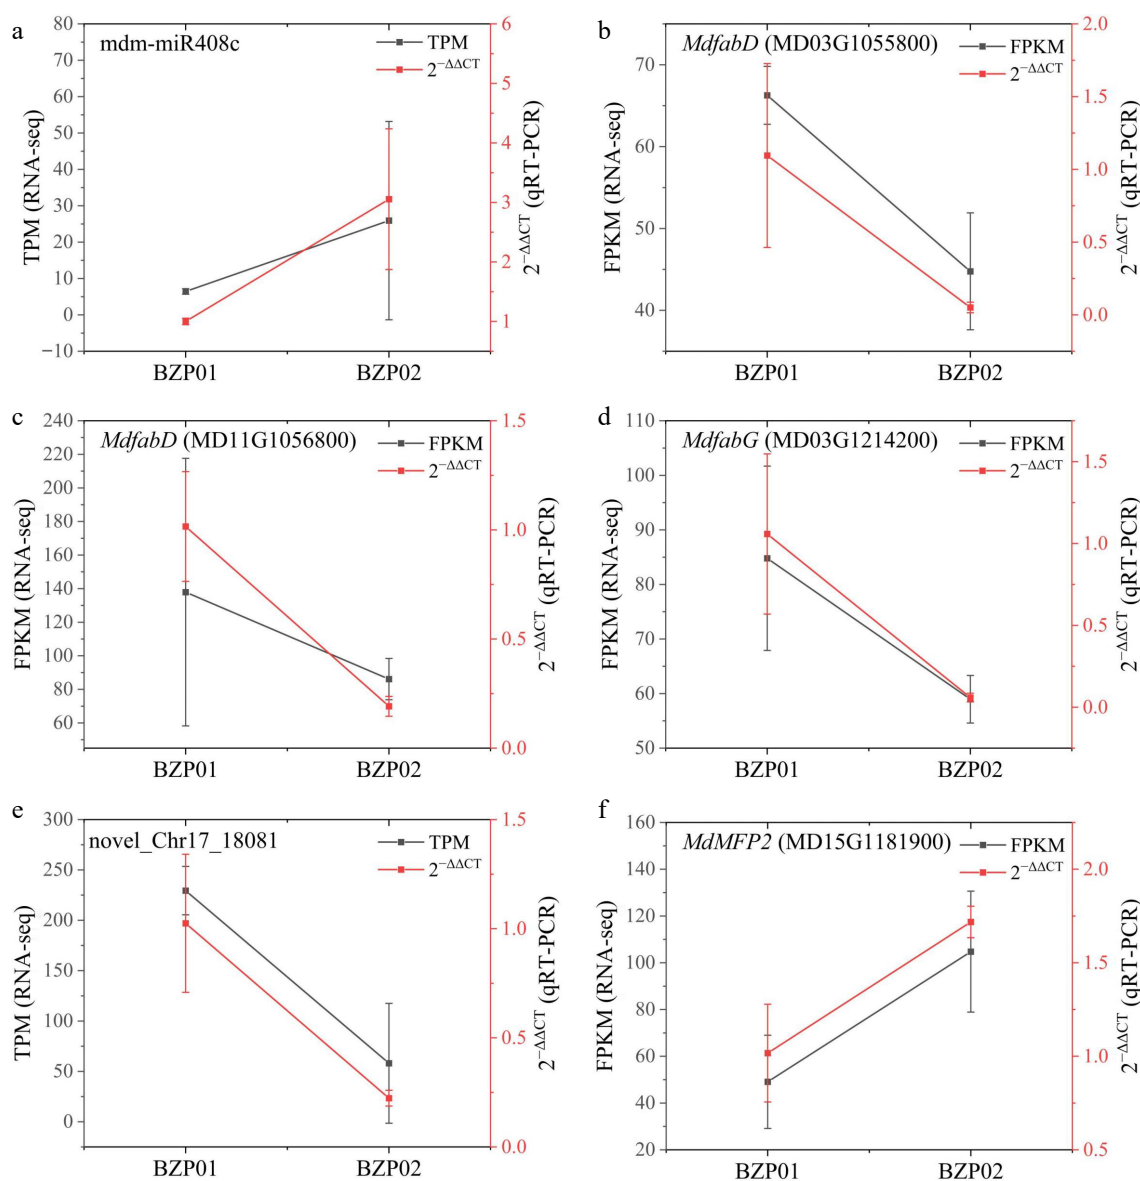 a
mdm-miR408c
TPM
2−ΔΔCT
TPM (RNA-seq)
80
70
60
50
40
30
20
10
0
−10
6
5
4
3
2
1
2−ΔΔCT (qRT-PCR)
BZP01 BZP02
b
MdfabD (MD03G1055800)
FPKM
2−ΔΔCT
FPKM (RNA-seq)
70
60
50
40
2.0
1.5
1.0
0.5
0.0
2−ΔΔCT (qRT-PCR)
BZP01 BZP02
c
MdfabD (MD11G1056800)
FPKM
2−ΔΔCT
FPKM (RNA-seq)
240
220
200
180
160
140
120
100
80
60
1.5
1.0
0.5
0.0
2−ΔΔCT (qRT-PCR)
BZP01 BZP02
d
MdfabG (MD03G1214200)
FPKM
2−ΔΔCT
FPKM (RNA-seq)
110
100
90
80
70
60
50
1.5
1.0
0.5
0.0
2−ΔΔCT (qRT-PCR)
BZP01 BZP02
e
novel_Chr17_18081
TPM
2−ΔΔCT
TPM (RNA-seq)
300
250
200
150
100
50
0
1.5
1.0
0.5
0.0
2−ΔΔCT (qRT-PCR)
BZP01 BZP02
f
MdMFP2 (MD15G1181900)
FPKM
2−ΔΔCT
FPKM (RNA-seq)
160
140
120
100
80
60
40
20
2.0
1.5
1.0
0.5
2−ΔΔCT (qRT-PCR)
BZP01 BZP02